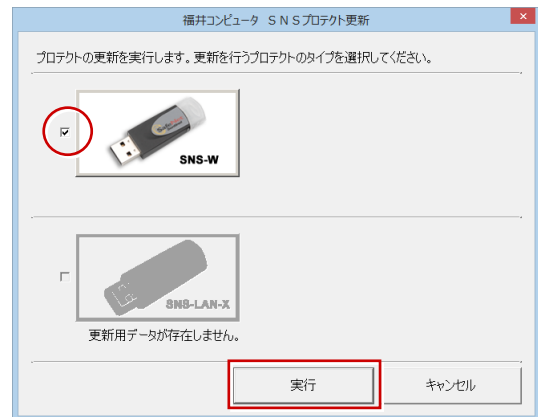 福井コンピュータ ＳＮＳプロテクト更新
プロテクトの更新を実行します。更新を行うプロテクトのタイプを選択してください。
SNS-W
SNS-LAN-X
更新用データが存在しません。
実行
キャンセル